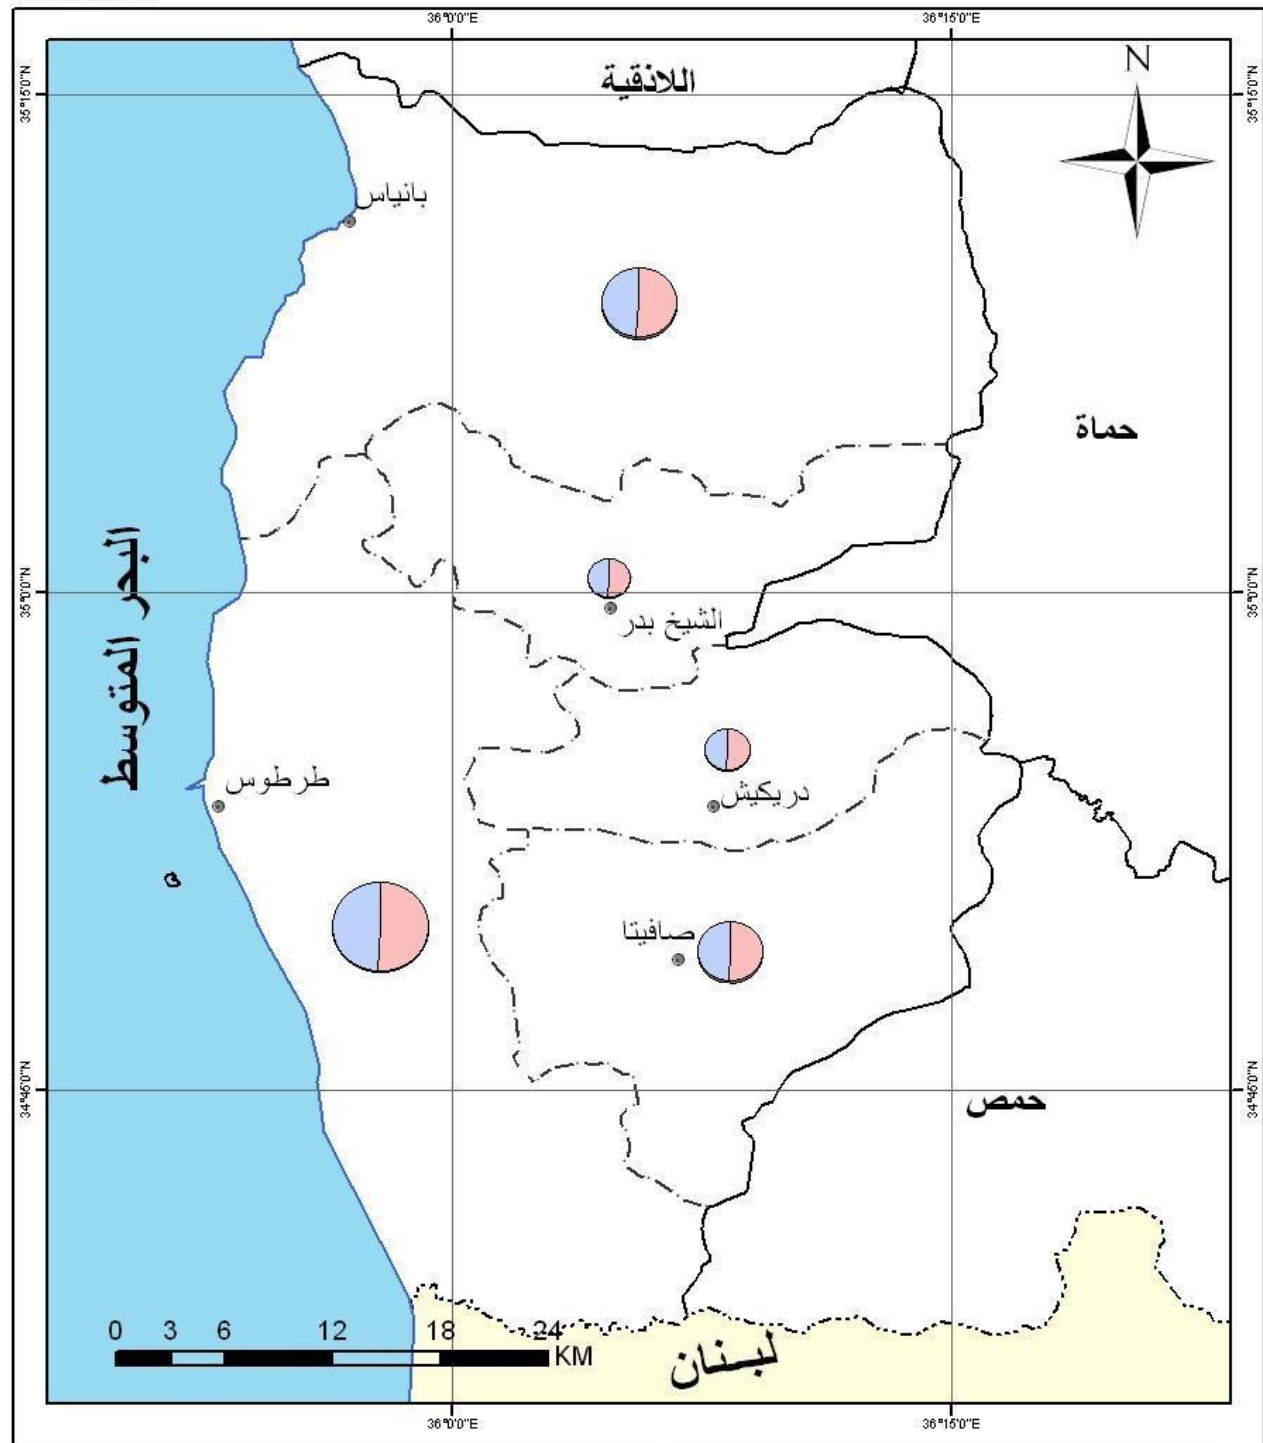 36°0'0"E
36°15'0"E
N
اللاذقية
35°15'0"N
35°15'0"N
بانياس
حماة
البحر المتوسط
35°0'0"N
35°0'0"N
الشيخ بدر
طرطوس
دريكيش
صافيتا
34°45'0"N
34°45'0"N
حمص
0 3 6 12 18 24
KM
لبنان
36°0'0"E
36°15'0"E